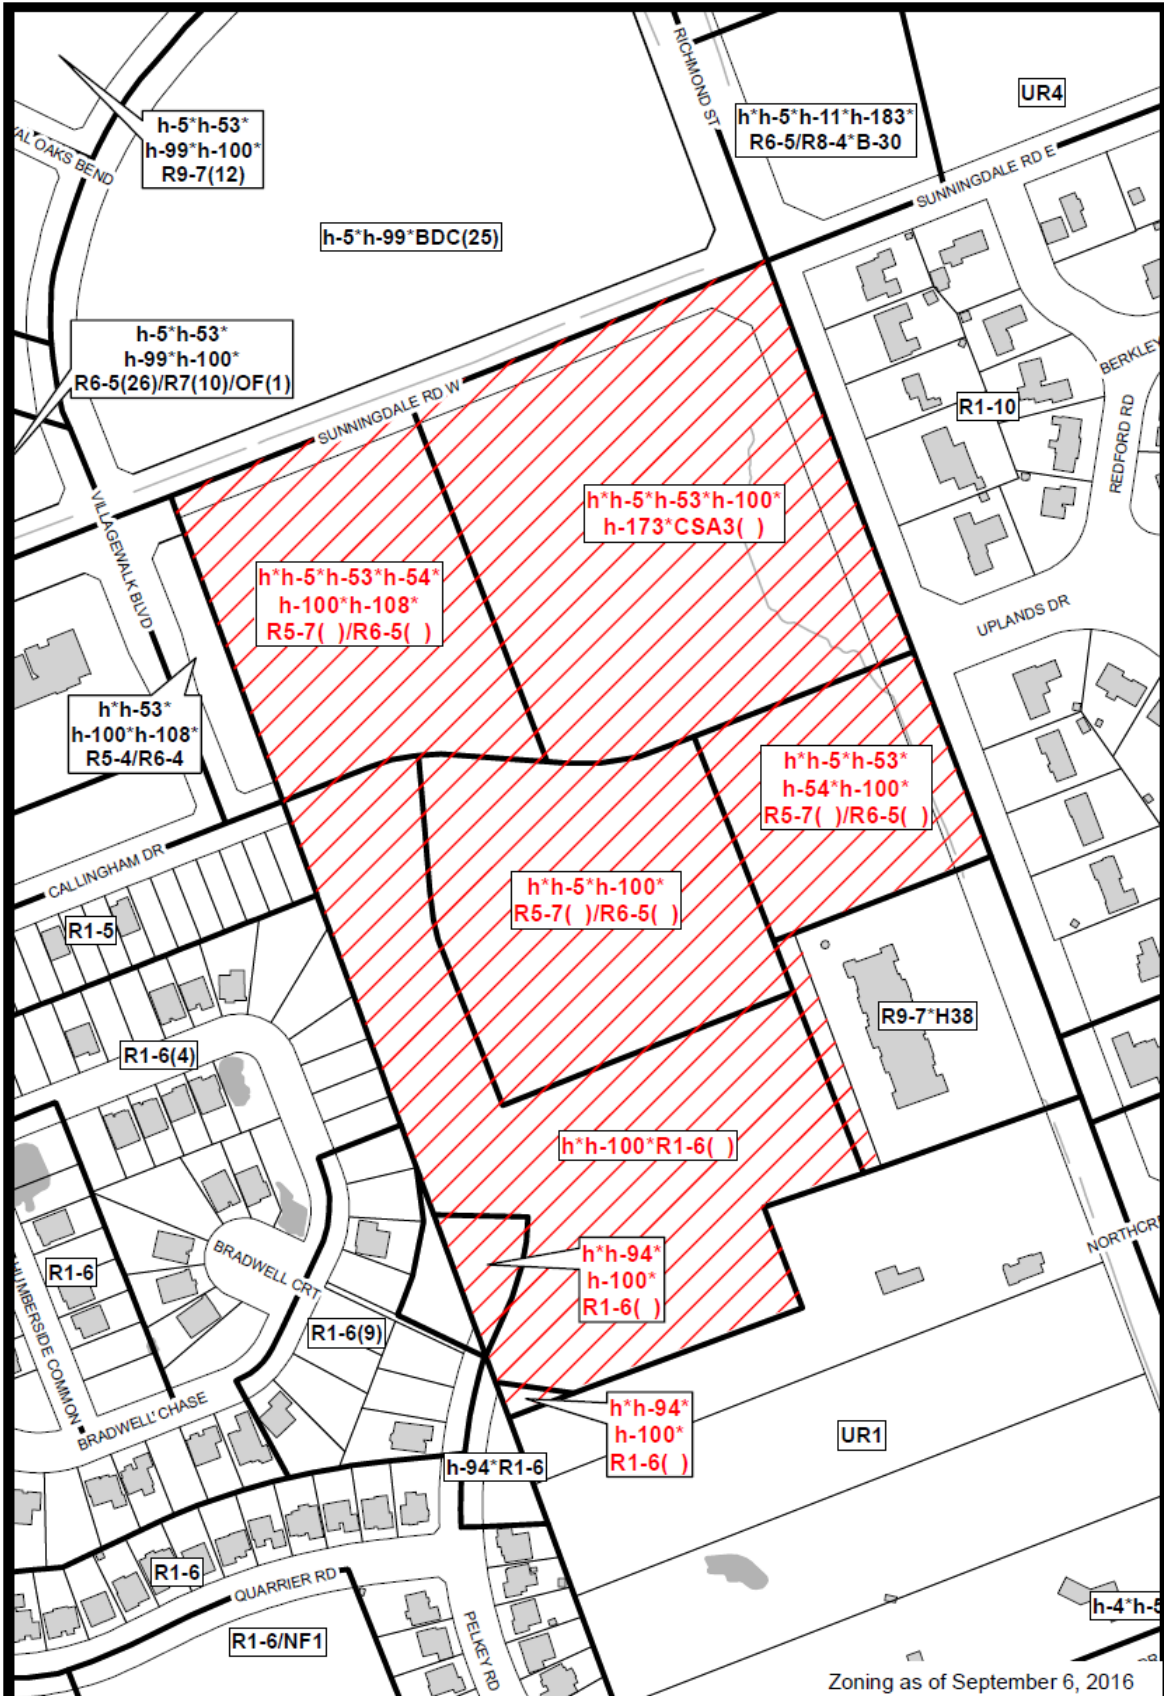 RICHMOND ST
UR4
h-5*h-53*
h-99*h-100*
R9-7(12)
h*h-5*h-11*h-183*
R6-5/R8-4*B-30
OAKS BEND
SUNNINGDALE RD E
h-5*h-99*BDC(25)
h-5*h-53*
h-99*h-100*
R6-5(26)/R7(10)/OF(1)
BERKLEY
SUNNINGDALE RD W
R1-10
REDFORD RD
VILLAGEWALK BLVD
h*h-5*h-53*h-100*
h-173*CSA3( )
h*h-5*h-53*h-54*
h-100*h-108*
R5-7( )/R6-5( )
UPLANDS DR
h*h-53*
h-100*h-108*
R5-4/R6-4
h*h-5*h-53*
h-54*h-100*
R5-7( )/R6-5( )
CALLINGHAM DR
h*h-5*h-100*
R5-7( )/R6-5( )
R1-5
R9-7*H38
R1-6(4)
h*h-100*R1-6( )
NORTHCR
BRADWELL CRT
R1-6
h*h-94*
h-100*
R1-6( )
HUMBERSIDE COMMON
R1-6(9)
BRADWELL CHASE
h*h-94*
h-100*
R1-6( )
UR1
h-94*R1-6
R1-6
QUARRIER RD
h-4*h-5
R1-6/NF1
PELKEY RD
Zoning as of September 6, 2016